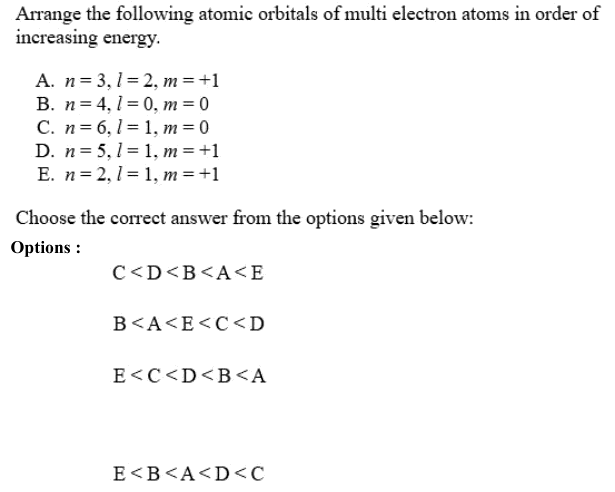 Arrange the following atomic orbitals of multi electron atoms in order of
increasing energy.
A. n = 3, l = 2, m = +1
B. n = 4, l = 0, m = 0
C. n = 6, l = 1, m = 0
D. n = 5, l = 1, m = +1
E. n = 2, l = 1, m = +1
Choose the correct answer from the options given below:
Options :
C < D < B < A < E
B < A < E < C < D
E < C < D < B < A
E < B < A < D < C